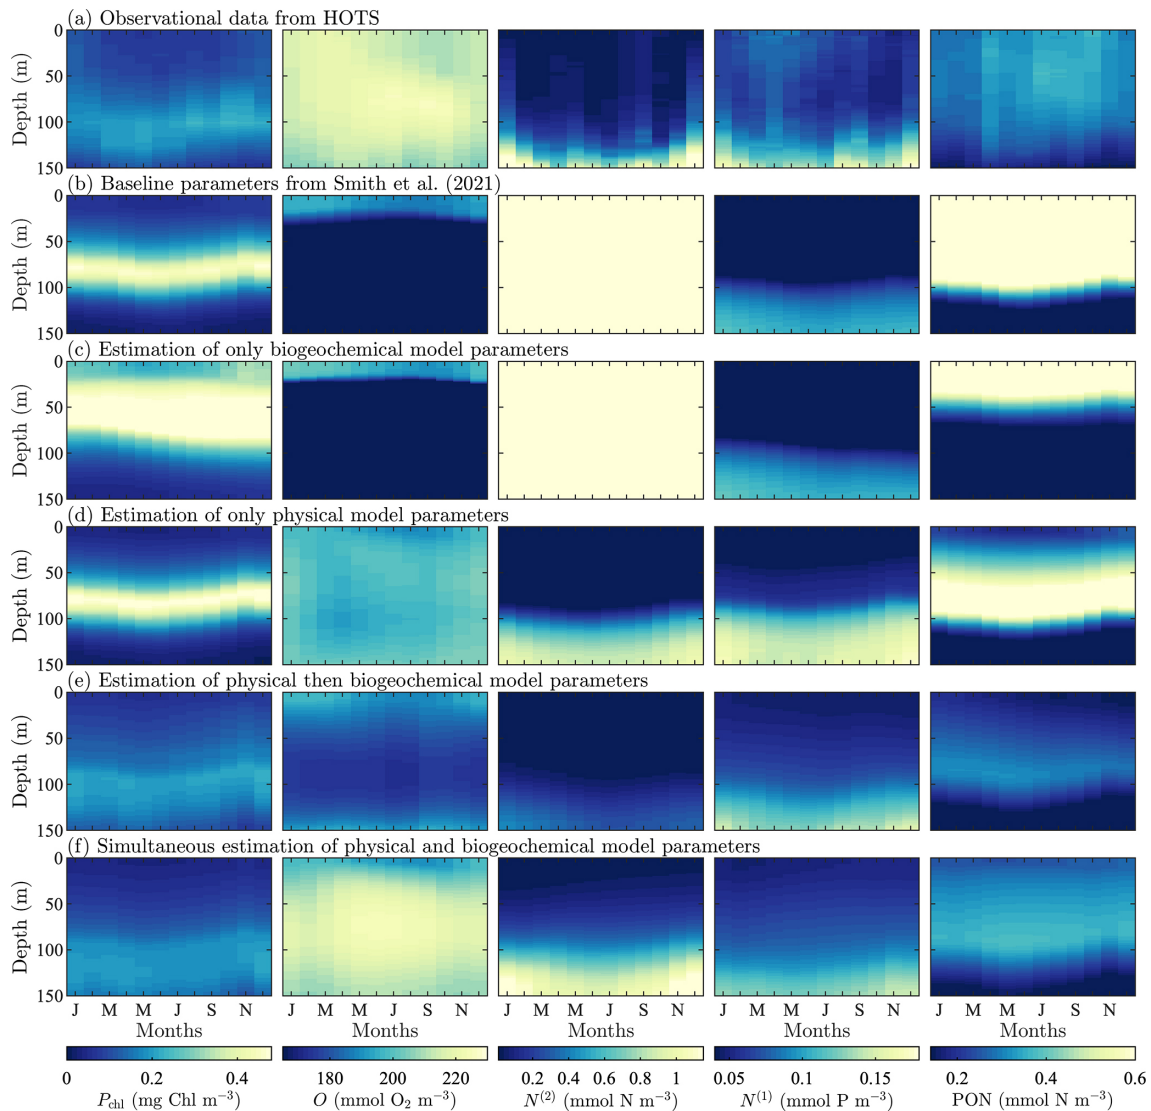 (a) Observational data from HOTS
Depth (m)
0
50
100
150
(b) Baseline parameters from Smith et al. (2021)
Depth (m)
0
50
100
150
(c) Estimation of only biogeochemical model parameters
Depth (m)
0
50
100
150
(d) Estimation of only physical model parameters
Depth (m)
0
50
100
150
(e) Estimation of physical then biogeochemical model parameters
Depth (m)
0
50
100
150
(f) Simultaneous estimation of physical and biogeochemical model parameters
Depth (m)
0
50
100
150
J M M J S N J M M J S N J M M J S N J M M J S N J M M J S N
Months Months Months Months Months
0 0.2 0.4 180 200 220 0.2 0.4 0.6 0.8 1 0.05 0.1 0.15 0.2 0.4 0.6
P_chl (mg Chl m⁻³) O (mmol O₂ m⁻³) N⁽²⁾ (mmol N m⁻³) N⁽¹⁾ (mmol P m⁻³) PON (mmol N m⁻³)